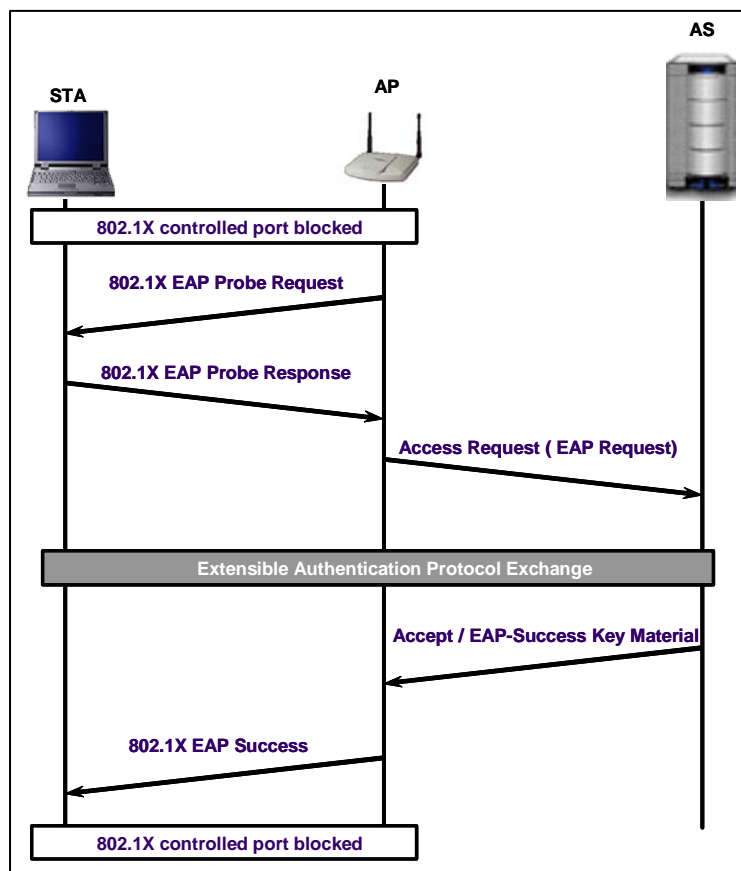 AS
AP
STA
802.1X controlled port blocked
802.1X EAP Probe Request
802.1X EAP Probe Response
Access Request ( EAP Request)
Extensible Authentication Protocol Exchange
Accept / EAP-Success Key Material
802.1X EAP Success
802.1X controlled port blocked